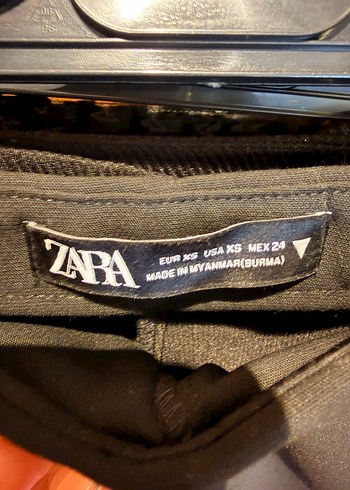 ZARA
EUR XS USA XS MEX 24
MADE IN MYANMAR(BURMA)